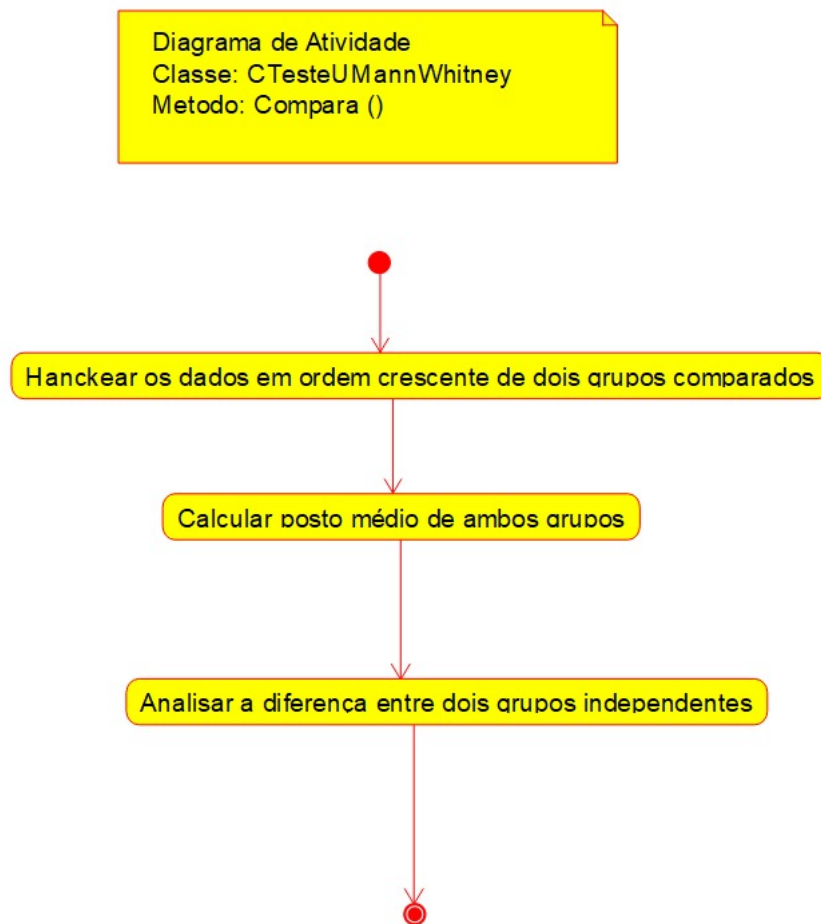 Diagrama de Atividade
Classe: CTesteUMannWhitney
Metodo: Compara ()
Hanckear os dados em ordem crescente de dois grupos comparados
Calcular posto médio de ambos grupos
Analisar a diferença entre dois grupos independentes